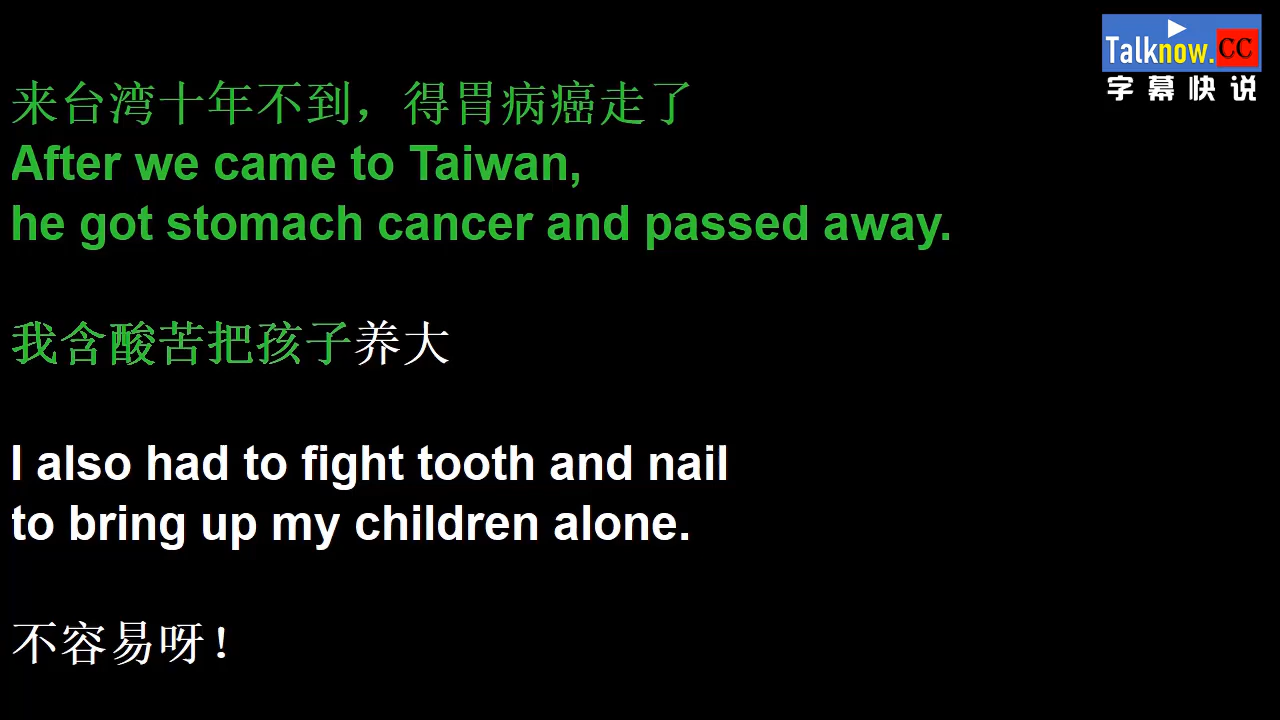 Talknow.CC
字幕快说
来台湾十年不到，得胃病癌走了
After we came to Taiwan,
he got stomach cancer and passed away.
我含酸苦把孩子养大
I also had to fight tooth and nail
to bring up my children alone.
不容易呀！